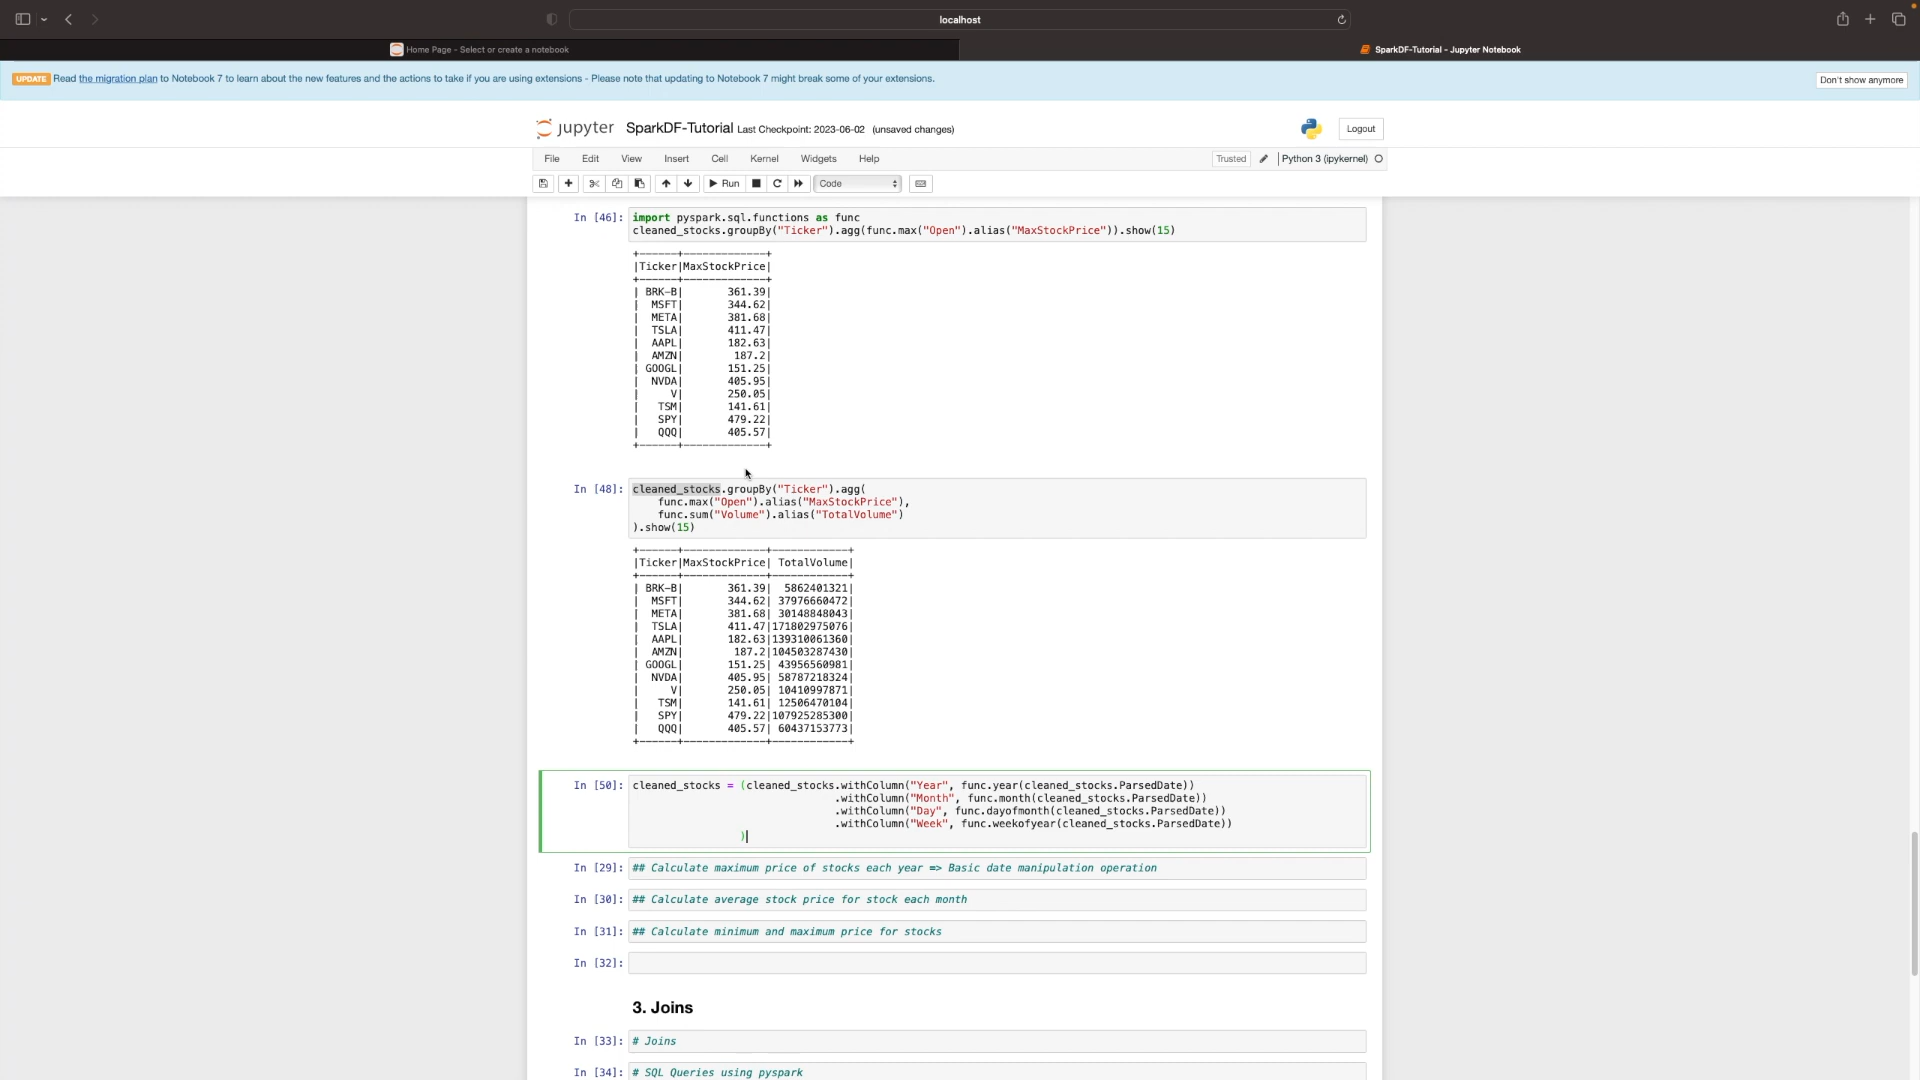 localhost
Home Page - Select or create a notebook
SparkDF-Tutorial - Jupyter Notebook
UPDATE Read the migration plan to Notebook 7 to learn about the new features and the actions to take if you are using extensions - Please note that updating to Notebook 7 might break some of your extensions.
Don't show anymore
jupyter SparkDF-Tutorial Last Checkpoint: 2023-06-02 (unsaved changes)
Logout
File Edit View Insert Cell Kernel Widgets Help
Trusted Python 3 (ipykernel)
Run Code
In [46]: import pyspark.sql.functions as func
cleaned_stocks.groupBy("Ticker").agg(func.max("Open").alias("MaxStockPrice")).show(15)
+------+-------------+
|Ticker|MaxStockPrice|
+------+-------------+
| BRK-B|       361.39|
|  MSFT|       344.62|
|  META|       381.68|
|  TSLA|       411.47|
|  AAPL|       182.63|
|  AMZN|        187.2|
| GOOGL|       151.25|
|  NVDA|       405.95|
|     V|       250.05|
|   TSM|       141.61|
|   SPY|       479.22|
|   QQQ|       405.57|
+------+-------------+
In [48]: cleaned_stocks.groupBy("Ticker").agg(
    func.max("Open").alias("MaxStockPrice"),
    func.sum("Volume").alias("TotalVolume")
).show(15)
+------+-------------+------------+
|Ticker|MaxStockPrice| TotalVolume|
+------+-------------+------------+
| BRK-B|       361.39|  5862401321|
|  MSFT|       344.62| 37976660472|
|  META|       381.68| 30148848043|
|  TSLA|       411.47|171802975076|
|  AAPL|       182.63|139310061360|
|  AMZN|        187.2|104503287430|
| GOOGL|       151.25| 43956560981|
|  NVDA|       405.95| 58787218324|
|     V|       250.05| 10410997871|
|   TSM|       141.61| 12506470104|
|   SPY|       479.22|107925285300|
|   QQQ|       405.57| 60437153773|
+------+-------------+------------+
In [50]: cleaned_stocks = (cleaned_stocks.withColumn("Year", func.year(cleaned_stocks.ParsedDate))
.withColumn("Month", func.month(cleaned_stocks.ParsedDate))
.withColumn("Day", func.dayofmonth(cleaned_stocks.ParsedDate))
.withColumn("Week", func.weekofyear(cleaned_stocks.ParsedDate))
)
In [29]: ## Calculate maximum price of stocks each year => Basic date manipulation operation
In [30]: ## Calculate average stock price for stock each month
In [31]: ## Calculate minimum and maximum price for stocks
In [32]:
3. Joins
In [33]: # Joins
In [34]: # SQL Queries using pyspark